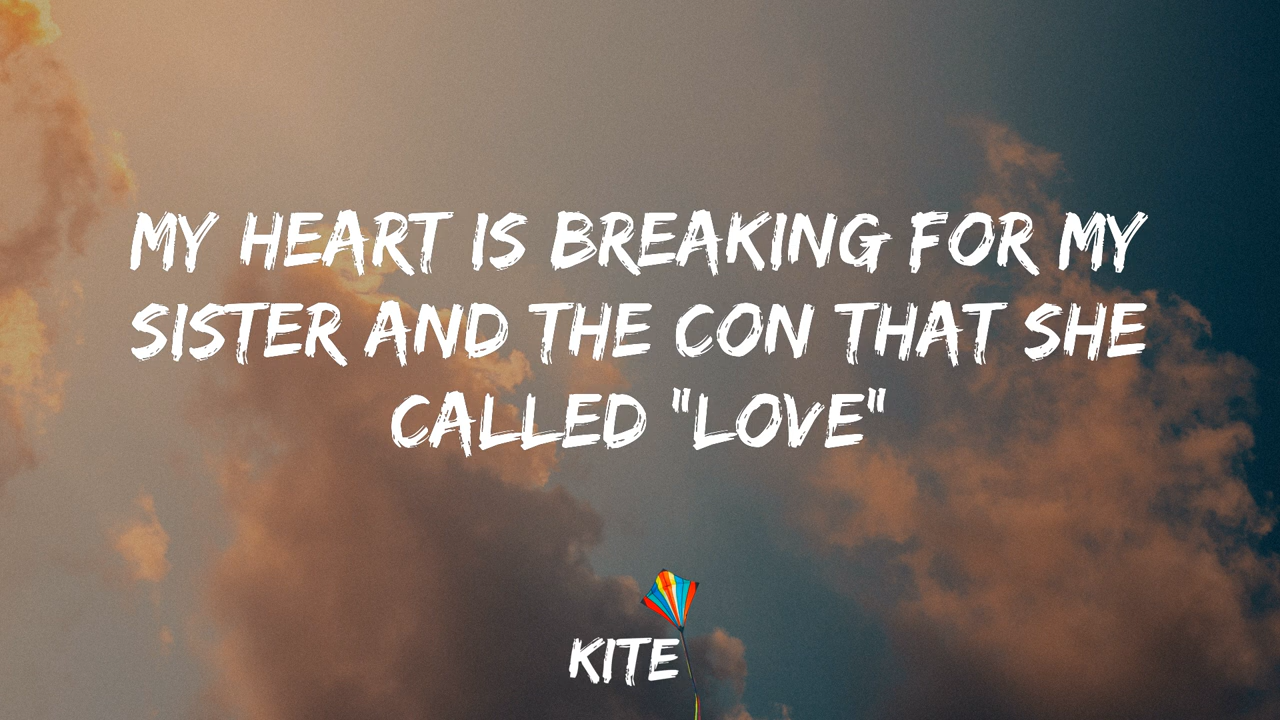 MY HEART IS BREAKING FOR MY
SISTER AND THE CON THAT SHE
CALLED "LOVE"
KITE